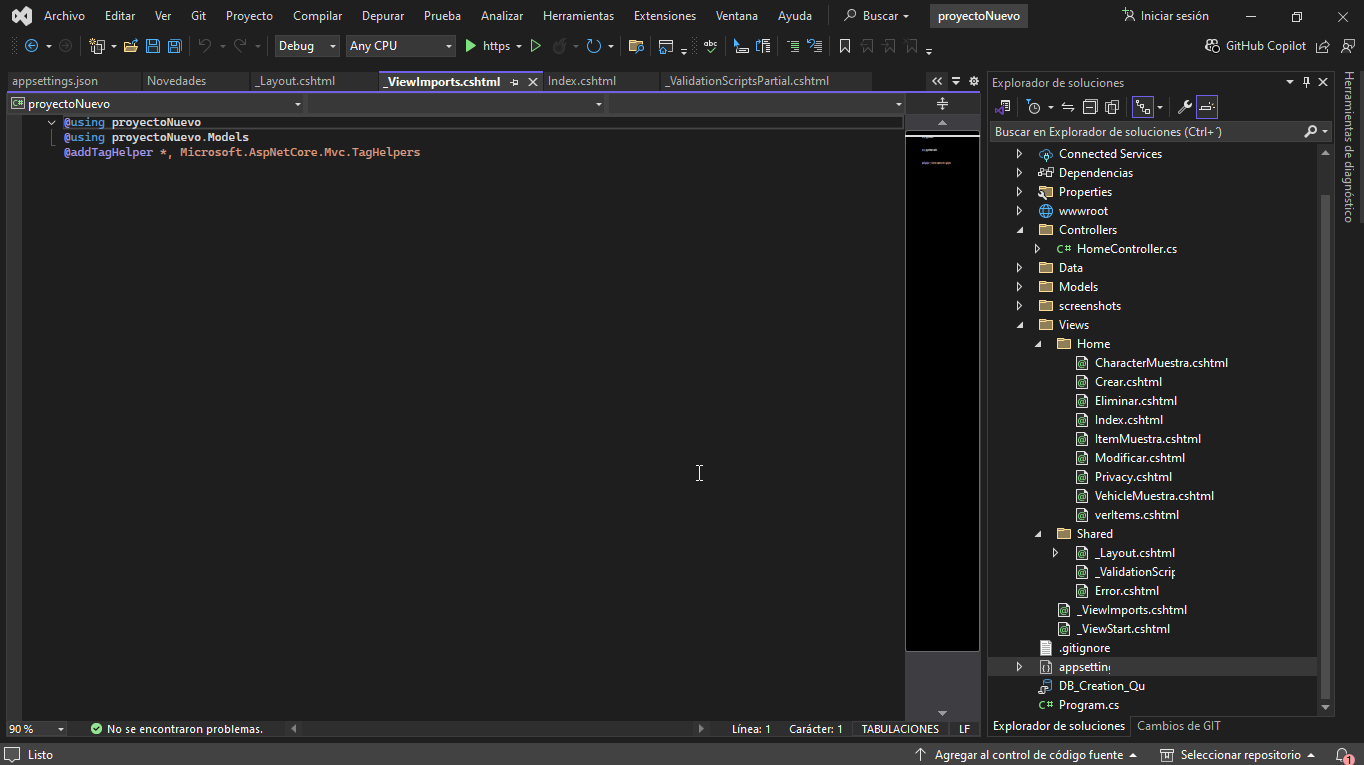 Archivo Editar Ver Git Proyecto Compilar Depurar Prueba Analizar Herramientas Extensiones Ventana Ayuda Buscar proyectoNuevo Iniciar sesión
Debug Any CPU https GitHub Copilot
appsettings.json Novedades _Layout.cshtml _ViewImports.cshtml Index.cshtml _ValidationScriptsPartial.cshtml
C# proyectoNuevo
@using proyectoNuevo
@using proyectoNuevo.Models
@addTagHelper *, Microsoft.AspNetCore.Mvc.TagHelpers
90 % No se encontraron problemas. Línea: 1 Carácter: 1 TABULACIONES LF
Explorador de soluciones
Buscar en Explorador de soluciones (Ctrl+´)
Connected Services
Dependencias
Properties
wwwroot
Controllers
C# HomeController.cs
Data
Models
screenshots
Views
Home
CharacterMuestra.cshtml
Crear.cshtml
Eliminar.cshtml
Index.cshtml
ItemMuestra.cshtml
Modificar.cshtml
Privacy.cshtml
VehicleMuestra.cshtml
verItems.cshtml
Shared
_Layout.cshtml
_ValidationScrip
Error.cshtml
_ViewImports.cshtml
_ViewStart.cshtml
.gitignore
appsettin
DB_Creation_Qu
C# Program.cs
Explorador de soluciones Cambios de GIT
Herramientas de diagnóstico
Listo Agregar al control de código fuente Seleccionar repositorio 1